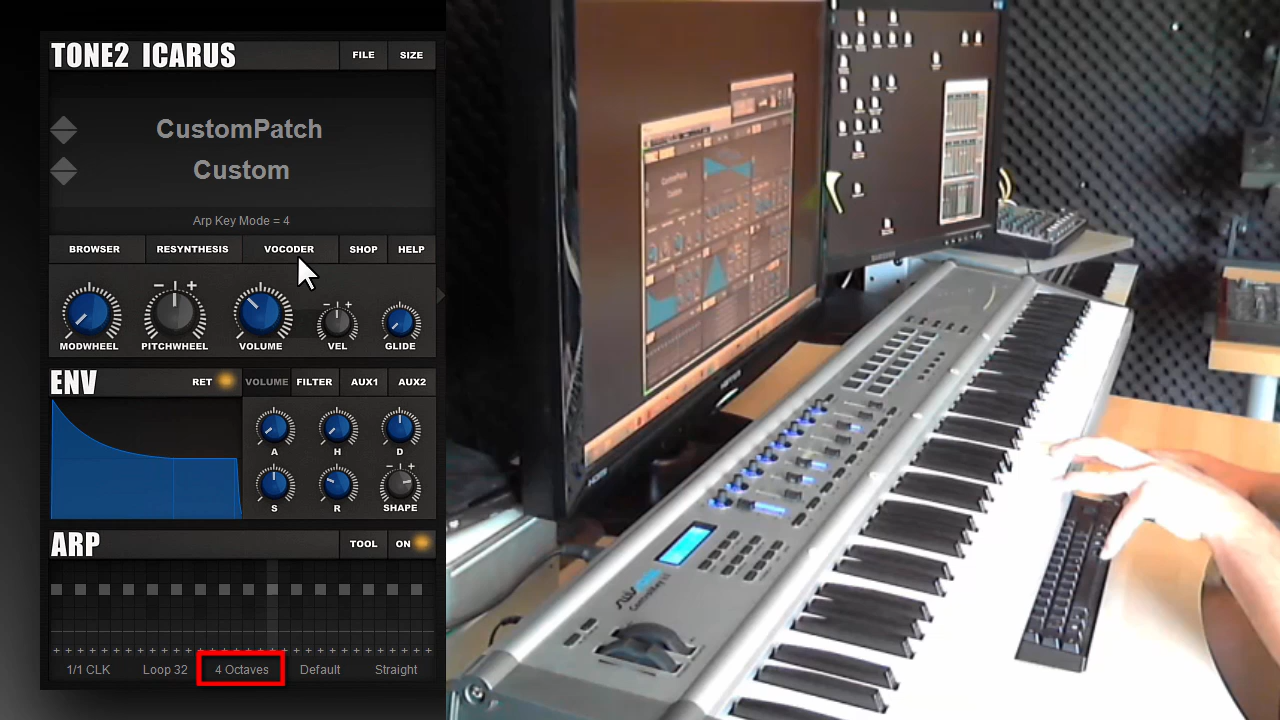 TONE2 ICARUS FILE SIZE
CustomPatch
Custom
Arp Key Mode = 4
BROWSER RESYNTHESIS VOCODER SHOP HELP
MODWHEEL PITCHWHEEL VOLUME VEL GLIDE
ENV RET VOLUME FILTER AUX1 AUX2
A H D
S R SHAPE
ARP TOOL ON
1/1 CLK Loop 32 4 Octaves Default Straight